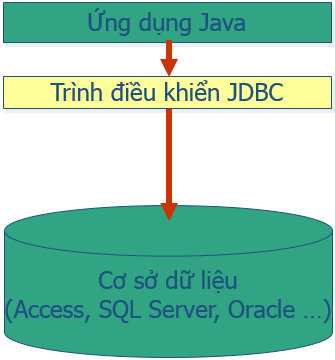 Ứng dụng Java
Trình điều khiển JDBC
Cơ sở dữ liệu
(Access, SQL Server, Oracle ...)